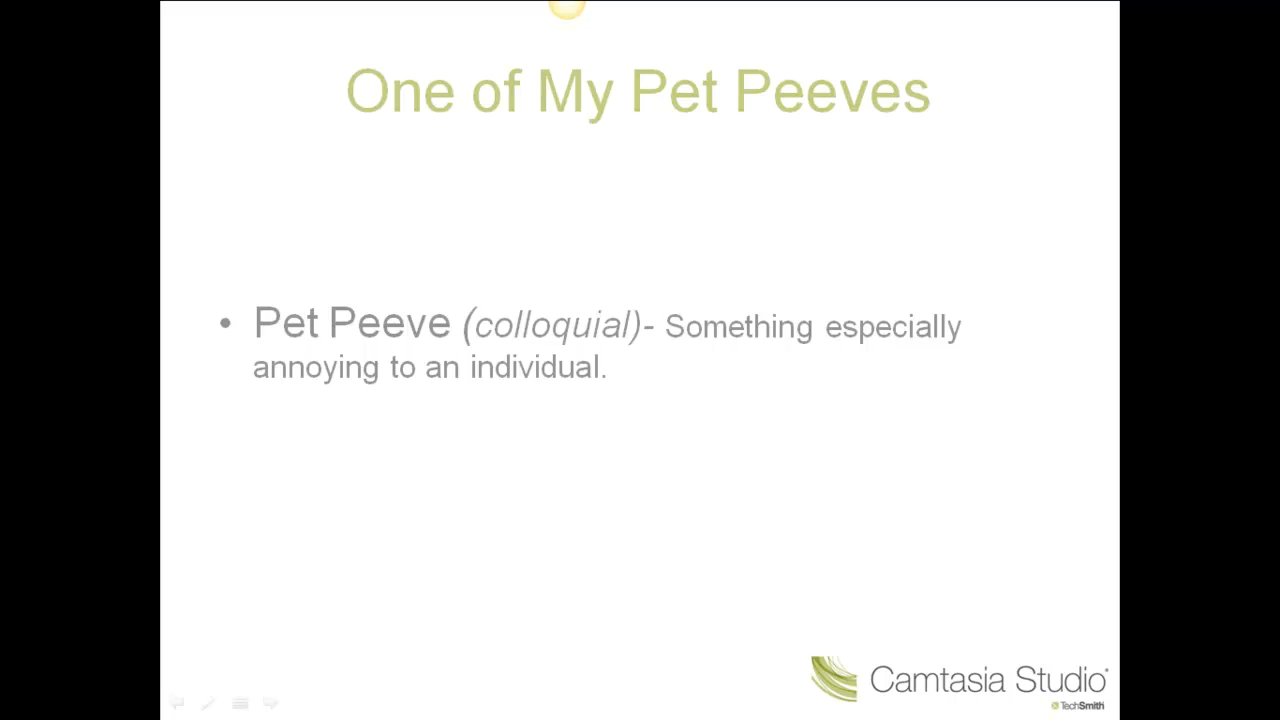 One of My Pet Peeves
• Pet Peeve (colloquial)- Something especially
annoying to an individual.
Camtasia Studio
TechSmith